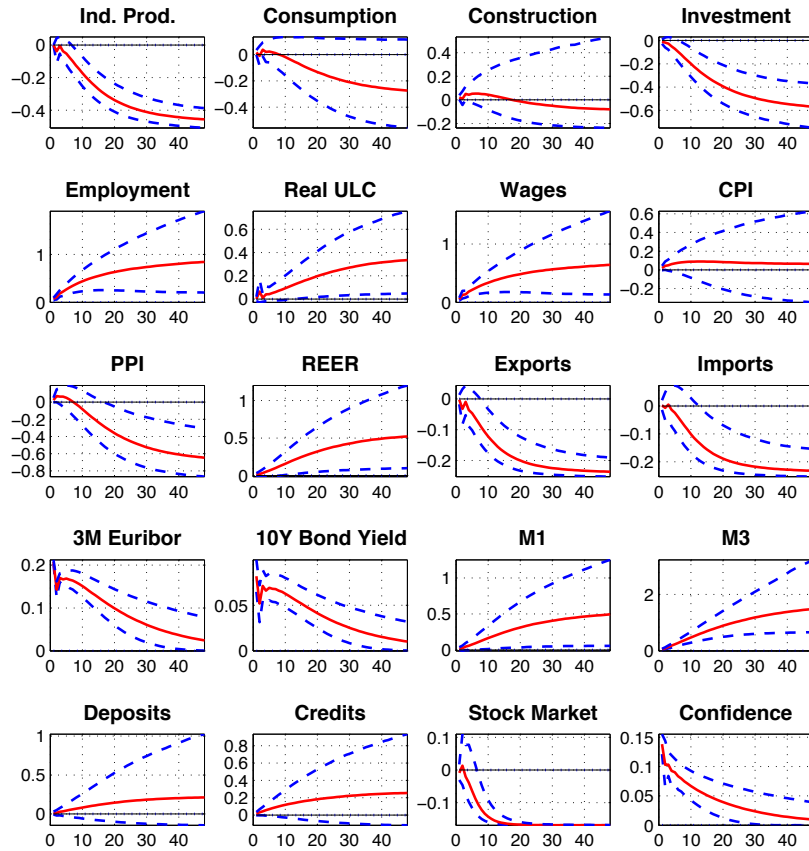 Ind. Prod. Consumption Construction Investment
0
−0.2
−0.4
0 10 20 30 40
0
−0.2
−0.4
0 10 20 30 40
0.4
0.2
0
−0.2
0 10 20 30 40
0
−0.2
−0.4
−0.6
0 10 20 30 40
Employment Real ULC Wages CPI
1
0
0 10 20 30 40
0.6
0.4
0.2
0
0 10 20 30 40
1
0
0 10 20 30 40
0.6
0.4
0.2
0
−0.2
0 10 20 30 40
PPI REER Exports Imports
0
−0.2
−0.4
−0.6
−0.8
0 10 20 30 40
1
0.5
0
0 10 20 30 40
0
−0.1
−0.2
0 10 20 30 40
0
−0.1
−0.2
0 10 20 30 40
3M Euribor 10Y Bond Yield M1 M3
0.2
0.1
0
0 10 20 30 40
0.05
0
0 10 20 30 40
1
0.5
0
0 10 20 30 40
2
0
0 10 20 30 40
Deposits Credits Stock Market Confidence
1
0.5
0
0 10 20 30 40
0.8
0.6
0.4
0.2
0
0 10 20 30 40
0.1
0
−0.1
0 10 20 30 40
0.15
0.1
0.05
0
0 10 20 30 40